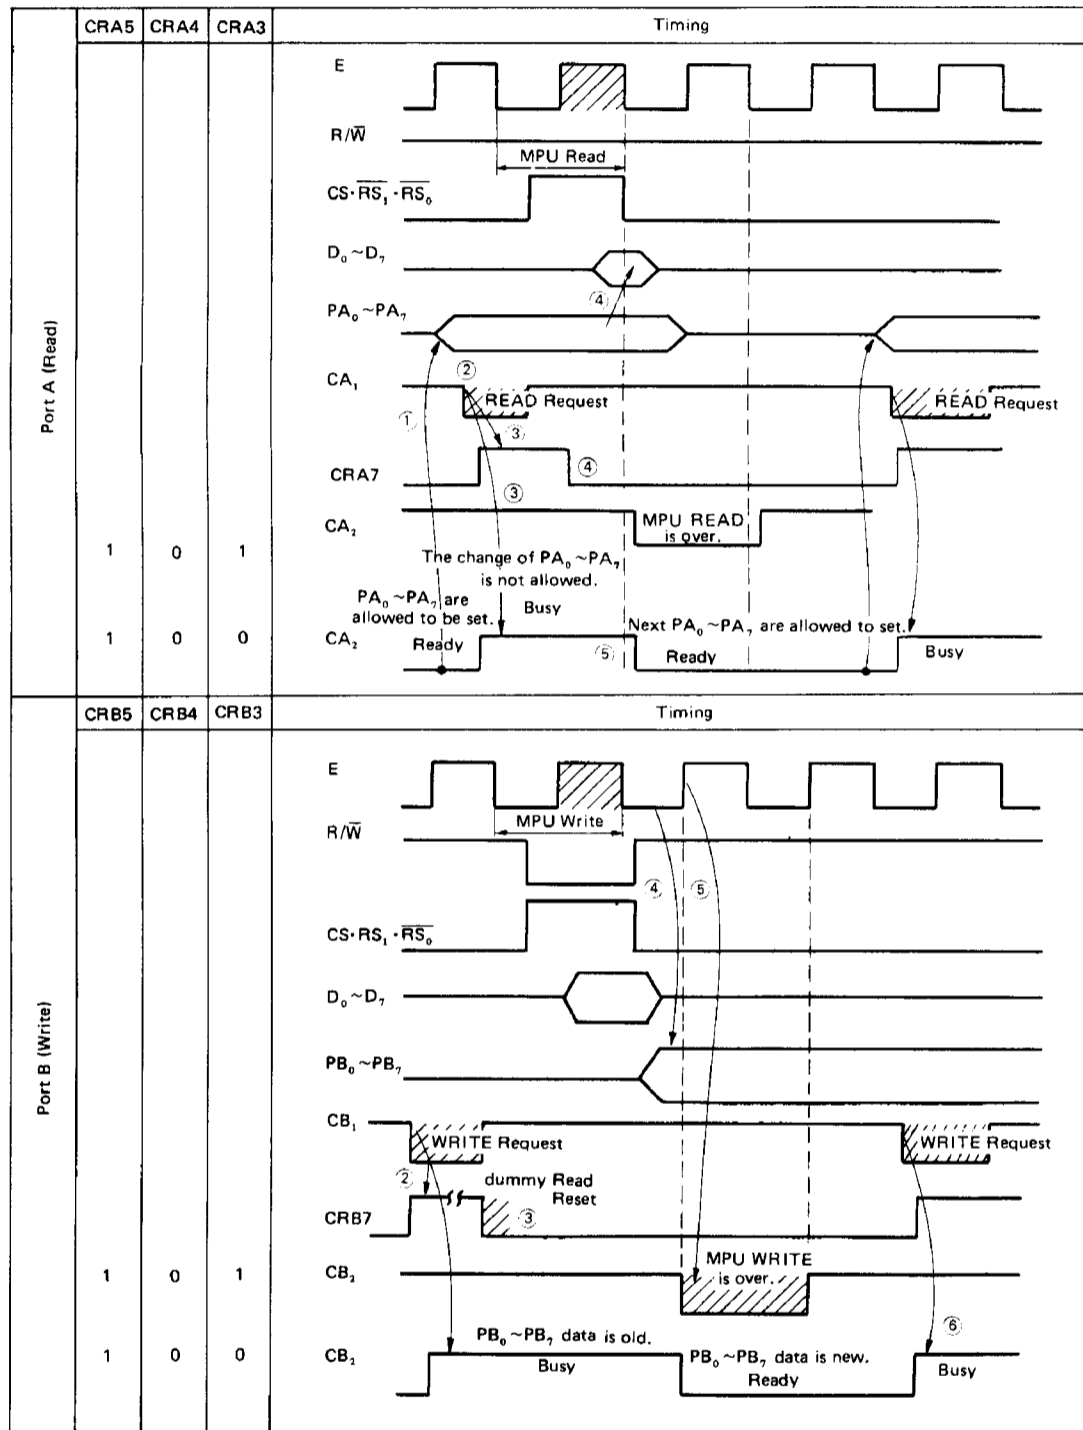 CRA5 CRA4 CRA3 Timing
Port A (Read)
E
R/W̅
MPU Read
CS·R̅S̅₁·R̅S̅₀
D₀~D₇
④
PA₀~PA₇
②
CA₁
READ Request
READ Request
①
③
CRA7
④
③
CA₂
MPU READ
is over.
1 0 1
The change of PA₀~PA₇
is not allowed.
PA₀~PA₇ are
allowed to be set.
Busy
Next PA₀~PA₇ are allowed to set.
1 0 0 CA₂ Ready ⑤ Ready Busy
CRB5 CRB4 CRB3 Timing
Port B (Write)
E
MPU Write
R/W̅
④ ⑤
CS·RS₁·R̅S̅₀
D₀~D₇
PB₀~PB₇
CB₁
WRITE Request
WRITE Request
②
dummy Read
Reset
CRB7 ③
MPU WRITE
is over.
1 0 1 CB₂
⑥
PB₀~PB₇ data is old.
1 0 0 CB₂
Busy
PB₀~PB₇ data is new.
Ready
Busy